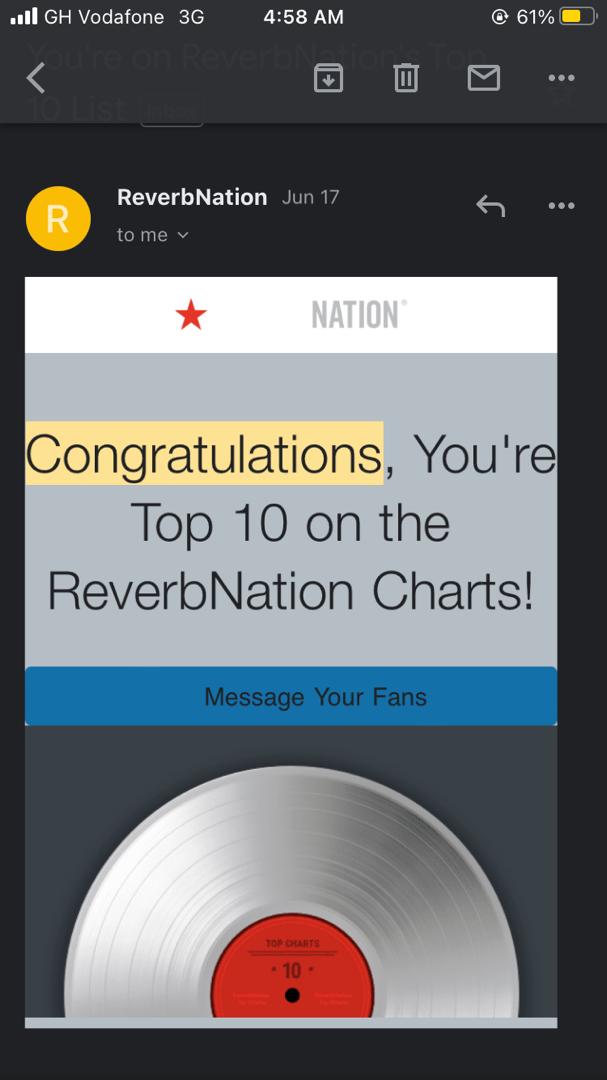 GH Vodafone 3G 4:58 AM 61%
You're on ReverbNation's Top
10 List Inbox
R
ReverbNation Jun 17
to me
NATION®
Congratulations, You're
Top 10 on the
ReverbNation Charts!
Message Your Fans
TOP CHARTS
• 10 •